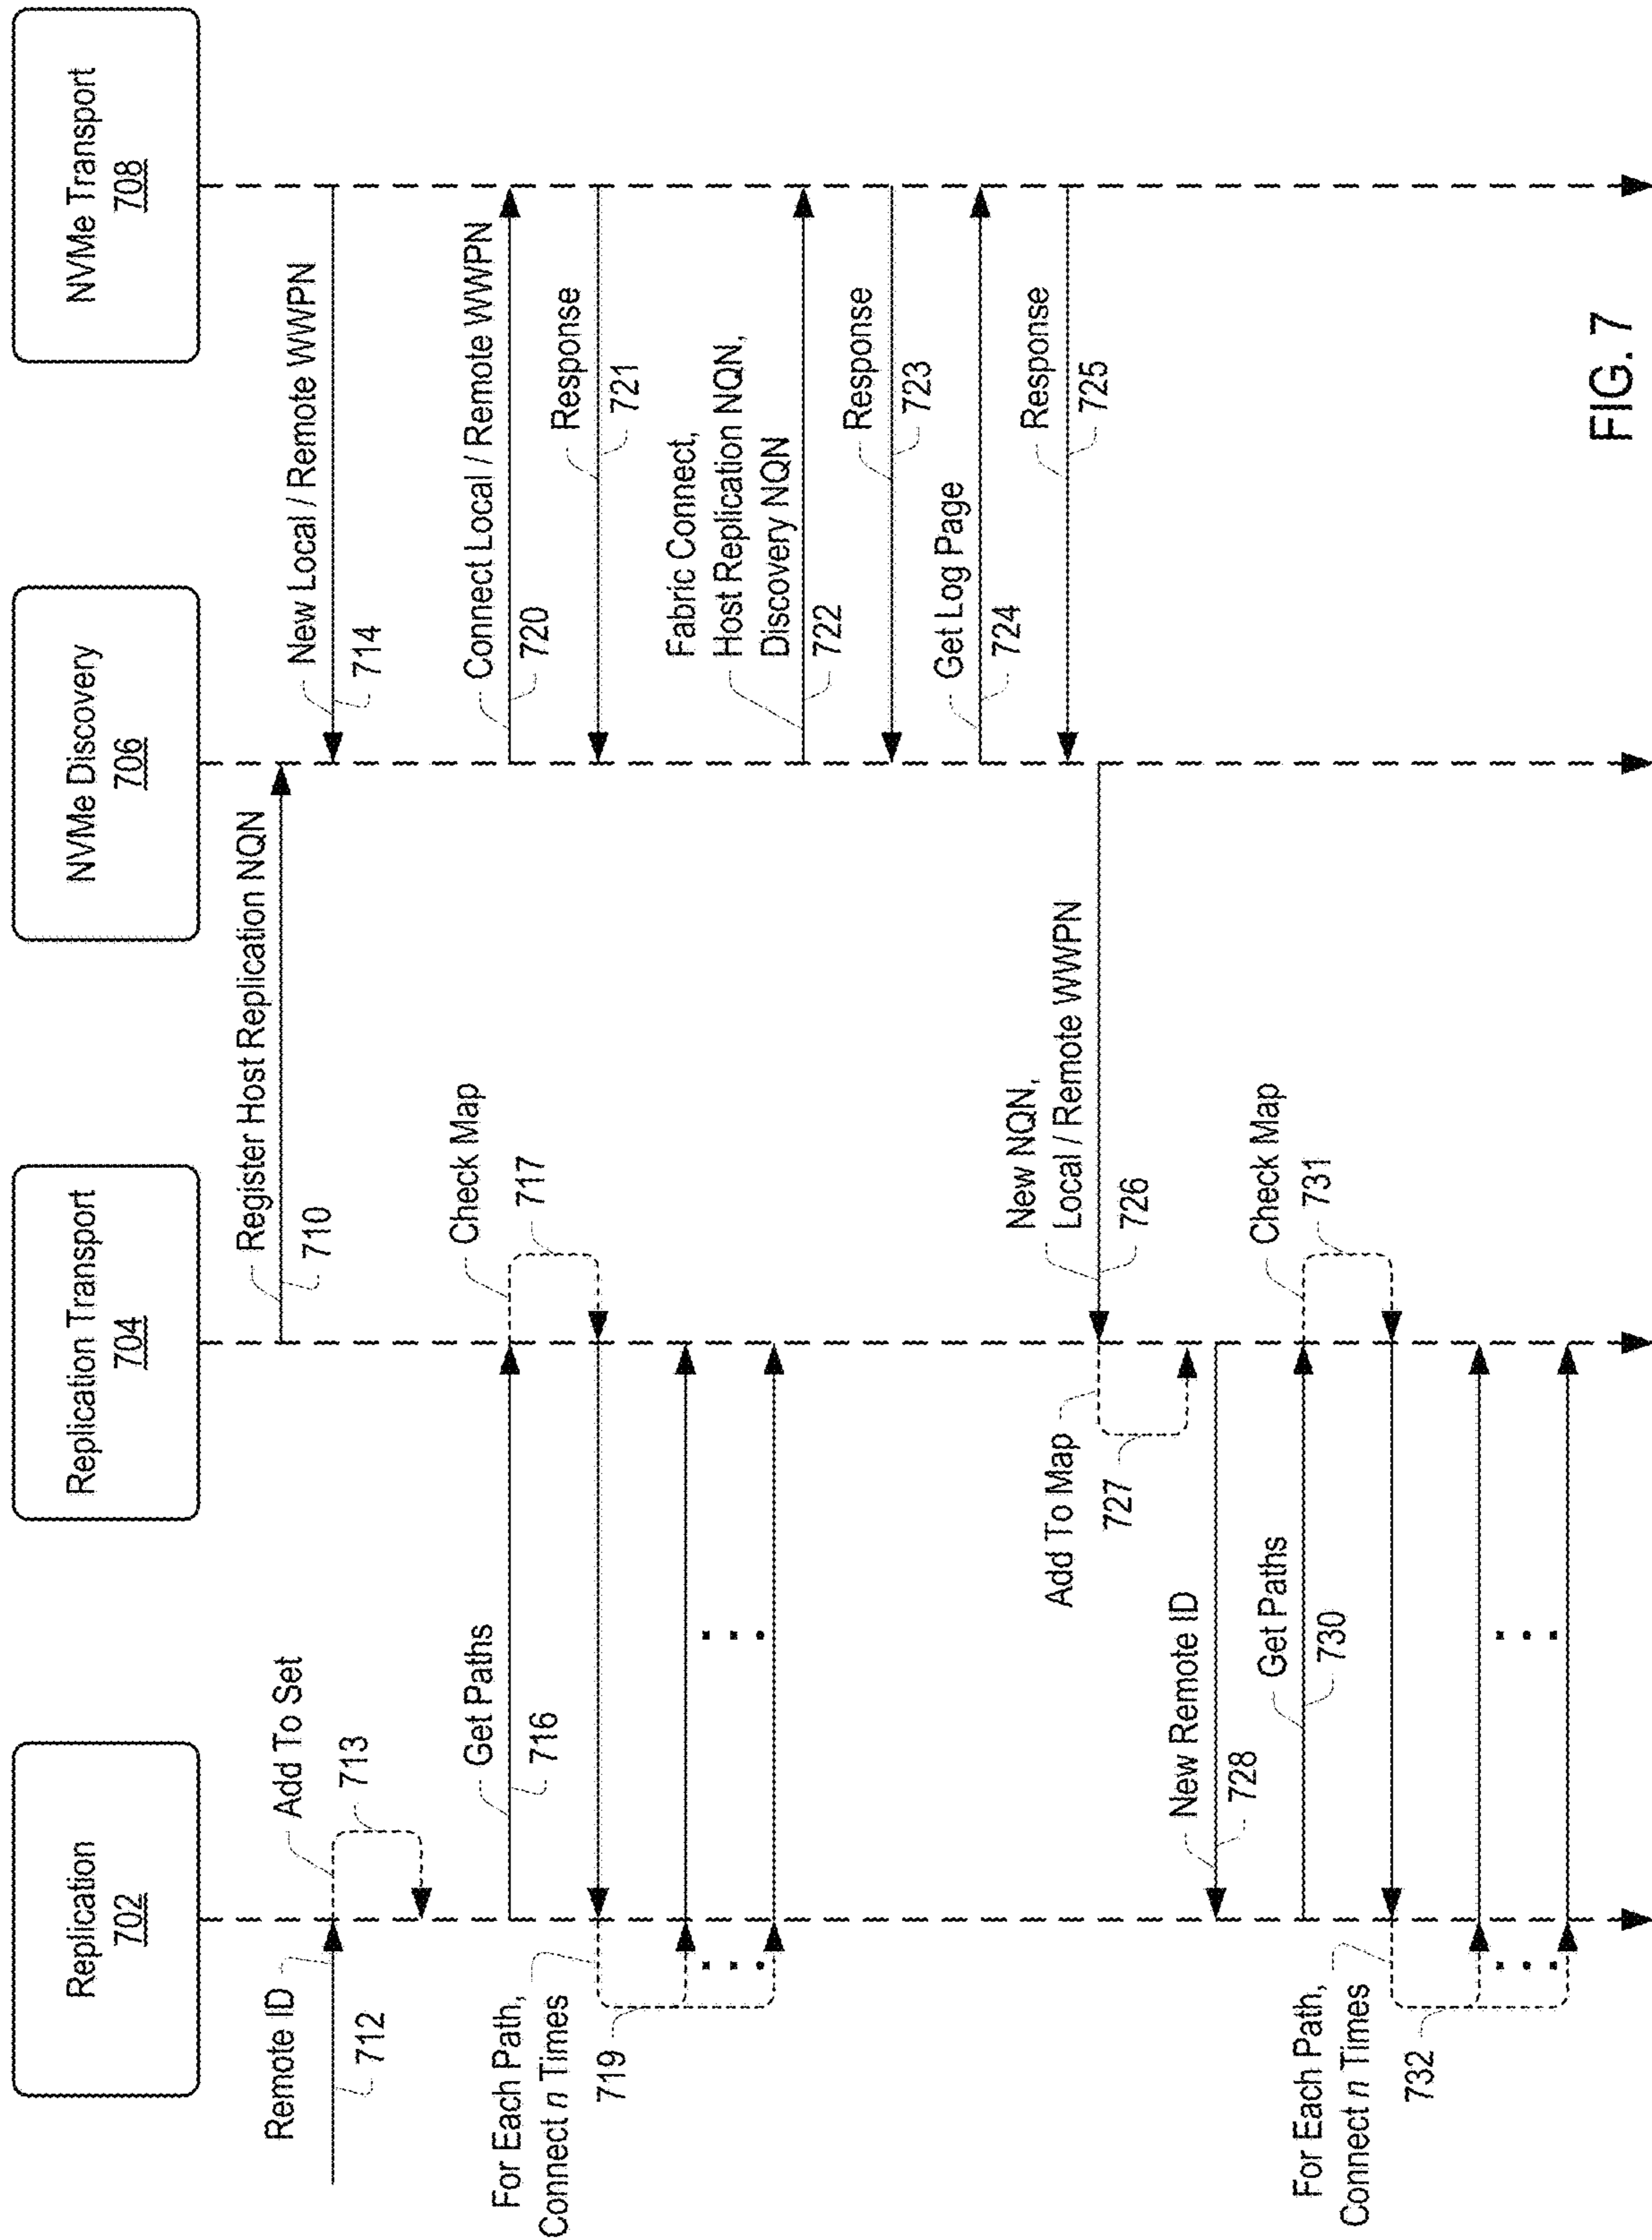 Replication
702
Replication Transport
704
NVMe Discovery
706
NVMe Transport
708
Register Host Replication NQN
710
Remote ID
712
Add To Set
713
New Local / Remote WWPN
714
Get Paths
716
Check Map
717
For Each Path,
Connect n Times
719
Connect Local / Remote WWPN
720
Response
721
Fabric Connect,
Host Replication NQN,
Discovery NQN
722
Response
723
Get Log Page
724
Response
725
New NQN,
Local / Remote WWPN
726
Add To Map
727
New Remote ID
728
Get Paths
730
Check Map
731
For Each Path,
Connect n Times
732
FIG. 7